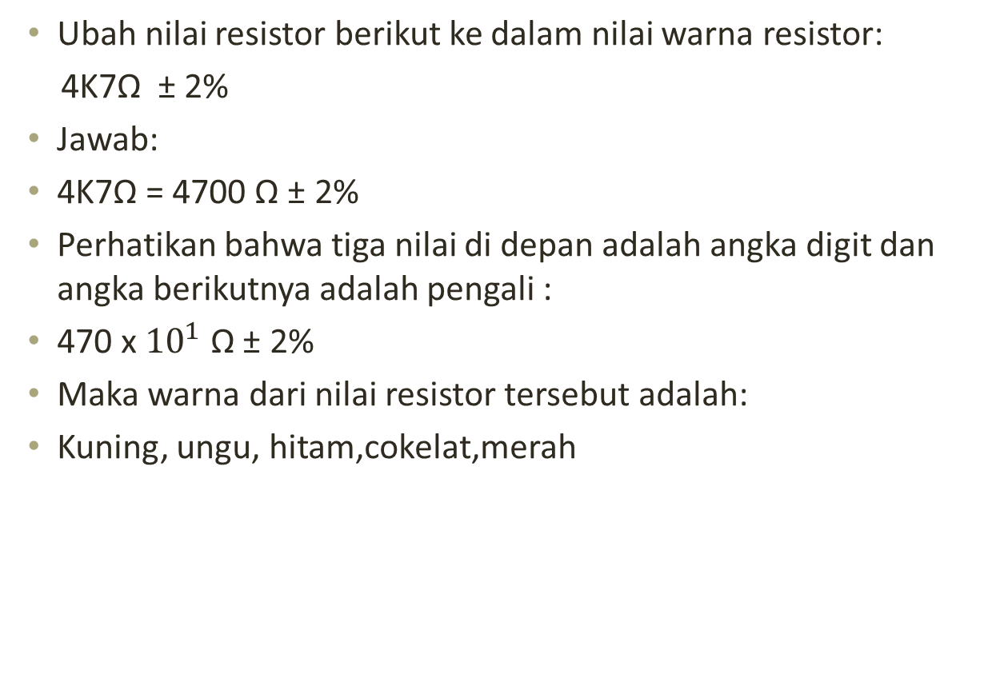 • Ubah nilai resistor berikut ke dalam nilai warna resistor:
4K7Ω ± 2%
• Jawab:
• 4K7Ω = 4700 Ω ± 2%
• Perhatikan bahwa tiga nilai di depan adalah angka digit dan
angka berikutnya adalah pengali :
• 470 x 10¹ Ω ± 2%
• Maka warna dari nilai resistor tersebut adalah:
• Kuning, ungu, hitam,cokelat,merah